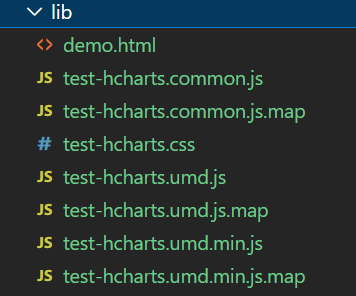 lib
<> demo.html
JS test-hcharts.common.js
JS test-hcharts.common.js.map
# test-hcharts.css
JS test-hcharts.umd.js
JS test-hcharts.umd.js.map
JS test-hcharts.umd.min.js
JS test-hcharts.umd.min.js.map